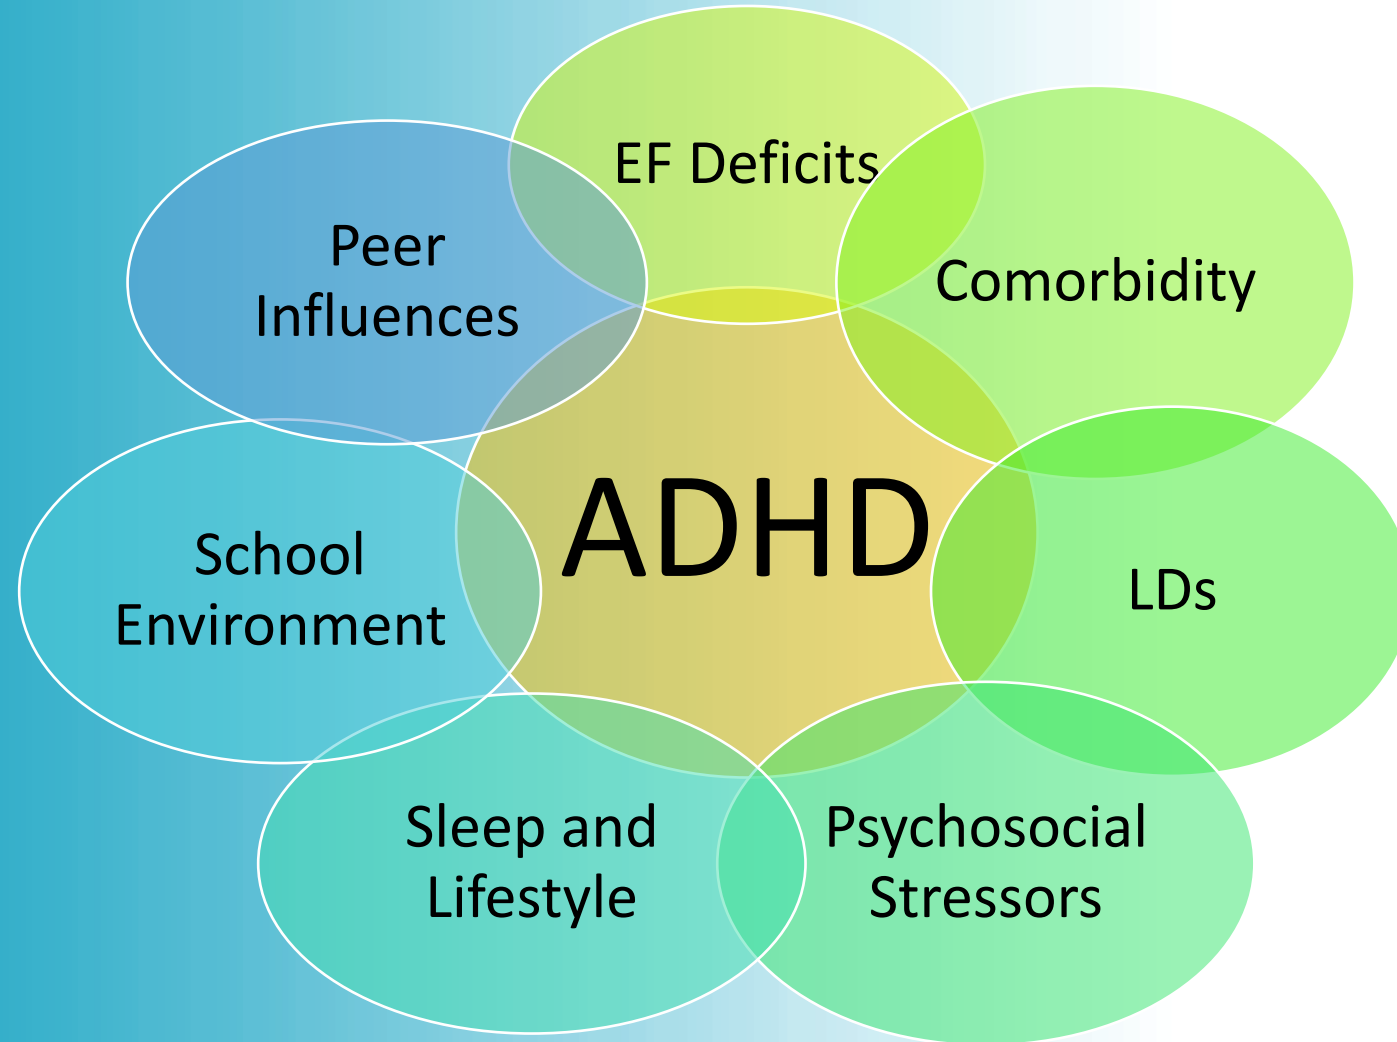 EF Deficits
Comorbidity
LDs
Psychosocial
Stressors
Sleep and
Lifestyle
School
Environment
Peer
Influences
ADHD